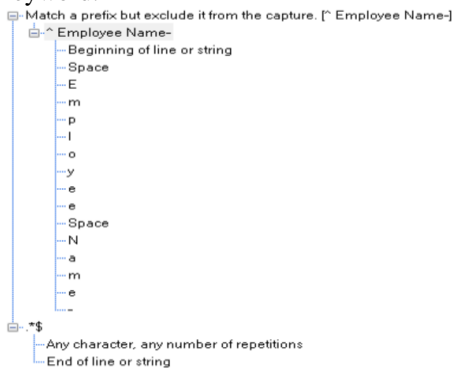 Match a prefix but exclude it from the capture. [^ Employee Name-]
^ Employee Name-
Beginning of line or string
Space
E
m
p
l
o
y
e
e
Space
N
a
m
e
-
.*$
Any character, any number of repetitions
End of line or string